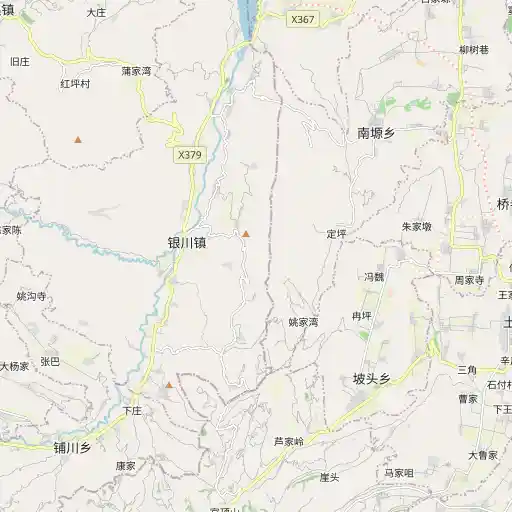 镇
大庄
X367
柳树巷
旧庄
蒲家湾
红坪村
南塬乡
X379
桥
朱家墩
家陈
定坪
银川镇
冯魏
周家寺
王家
姚沟寺
冉坪
姚家湾
土
张巴
大杨家
辛
三角
坡头乡
石付村
曹家
下庄
下王
芦家岭
铺川乡
大鲁家
康家
马家咀
崖头